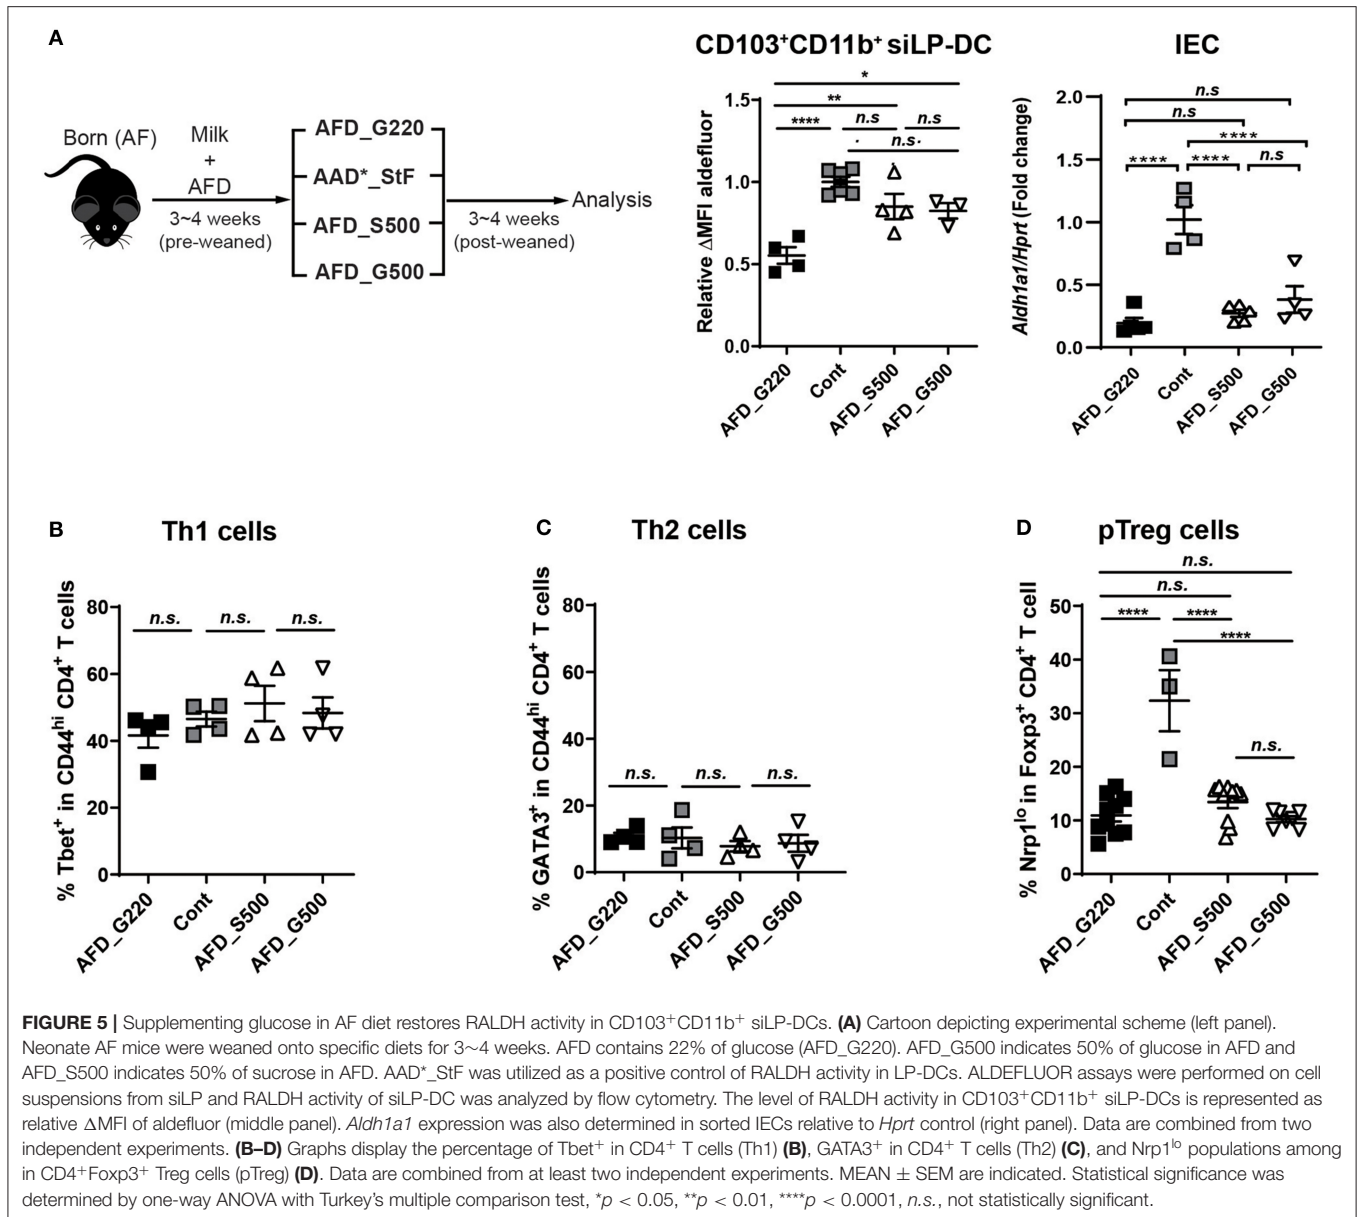 A
Born (AF)
Milk
+
AFD
3~4 weeks
(pre-weaned)
AFD_G220
AAD*_StF
AFD_S500
AFD_G500
3~4 weeks
(post-weaned)
Analysis
CD103⁺CD11b⁺ siLP-DC
Relative ΔMFI aldefluor
1.5
1.0
0.5
0.0
*
**
**** n.s n.s
n.s
AFD_G220
Cont
AFD_S500
AFD_G500
IEC
Aldh1a1/Hprt (Fold change)
2.0
1.5
1.0
0.5
0.0
n.s
n.s
****
**** **** n.s
AFD_G220
Cont
AFD_S500
AFD_G500
B
Th1 cells
% Tbet⁺ in CD44ʰⁱ CD4⁺ T cells
80
60
40
20
0
n.s. n.s. n.s.
AFD_G220
Cont
AFD_S500
AFD_G500
C
Th2 cells
% GATA3⁺ in CD44ʰⁱ CD4⁺ T cells
80
60
40
20
0
n.s. n.s. n.s.
AFD_G220
Cont
AFD_S500
AFD_G500
D
pTreg cells
% Nrp1ˡᵒ in Foxp3⁺ CD4⁺ T cell
50
40
30
20
10
0
n.s.
n.s.
**** ****
****
n.s.
AFD_G220
Cont
AFD_S500
AFD_G500
FIGURE 5 | Supplementing glucose in AF diet restores RALDH activity in CD103⁺CD11b⁺ siLP-DCs. (A) Cartoon depicting experimental scheme (left panel).
Neonate AF mice were weaned onto specific diets for 3~4 weeks. AFD contains 22% of glucose (AFD_G220). AFD_G500 indicates 50% of glucose in AFD and
AFD_S500 indicates 50% of sucrose in AFD. AAD*_StF was utilized as a positive control of RALDH activity in LP-DCs. ALDEFLUOR assays were performed on cell
suspensions from siLP and RALDH activity of siLP-DC was analyzed by flow cytometry. The level of RALDH activity in CD103⁺CD11b⁺ siLP-DCs is represented as
relative ΔMFI of aldefluor (middle panel). Aldh1a1 expression was also determined in sorted IECs relative to Hprt control (right panel). Data are combined from two
independent experiments. (B–D) Graphs display the percentage of Tbet⁺ in CD4⁺ T cells (Th1) (B), GATA3⁺ in CD4⁺ T cells (Th2) (C), and Nrp1ˡᵒ populations among
in CD4⁺Foxp3⁺ Treg cells (pTreg) (D). Data are combined from at least two independent experiments. MEAN ± SEM are indicated. Statistical significance was
determined by one-way ANOVA with Turkey's multiple comparison test, *p < 0.05, **p < 0.01, ****p < 0.0001, n.s., not statistically significant.